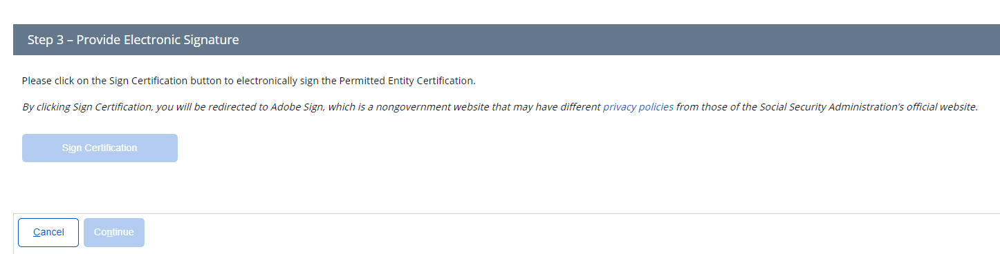 Step 3 – Provide Electronic Signature
Please click on the Sign Certification button to electronically sign the Permitted Entity Certification.
By clicking Sign Certification, you will be redirected to Adobe Sign, which is a nongovernment website that may have different privacy policies from those of the Social Security Administration’s official website.
Sign Certification
Cancel Continue